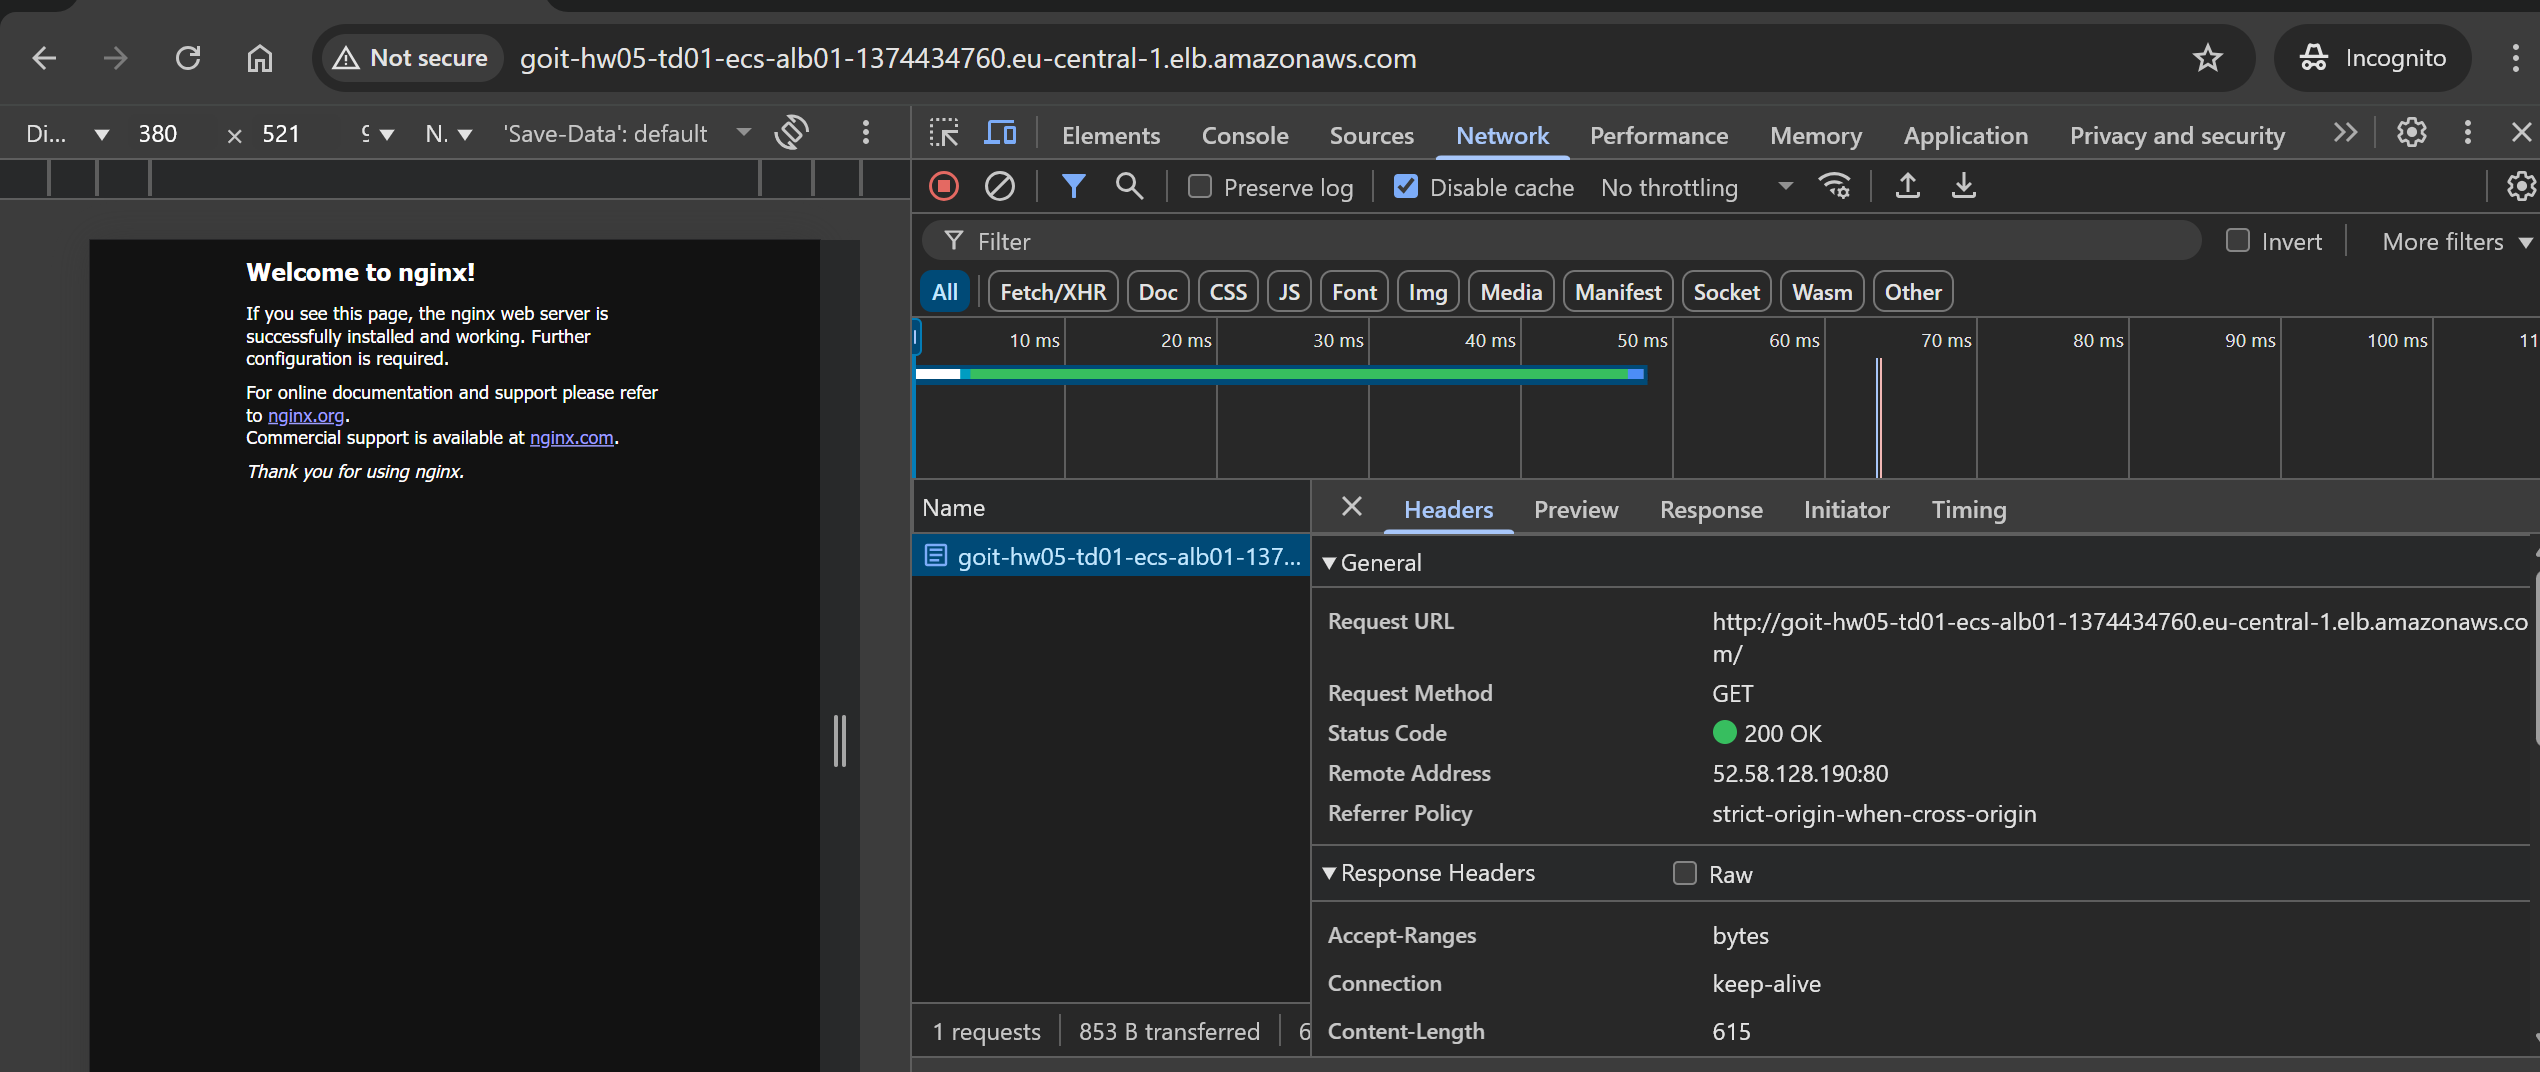 Not secure
goit-hw05-td01-ecs-alb01-1374434760.eu-central-1.elb.amazonaws.com
Incognito
Di... 380 × 521 N. 'Save-Data': default
Elements Console Sources Network Performance Memory Application Privacy and security
Preserve log Disable cache No throttling
Filter Invert More filters
All Fetch/XHR Doc CSS JS Font Img Media Manifest Socket Wasm Other
10 ms 20 ms 30 ms 40 ms 50 ms 60 ms 70 ms 80 ms 90 ms 100 ms 11
Welcome to nginx!
If you see this page, the nginx web server is
successfully installed and working. Further
configuration is required.
For online documentation and support please refer
to nginx.org.
Commercial support is available at nginx.com.
Thank you for using nginx.
Name
goit-hw05-td01-ecs-alb01-137...
Headers Preview Response Initiator Timing
General
Request URL http://goit-hw05-td01-ecs-alb01-1374434760.eu-central-1.elb.amazonaws.co
m/
Request Method GET
Status Code 200 OK
Remote Address 52.58.128.190:80
Referrer Policy strict-origin-when-cross-origin
Response Headers Raw
Accept-Ranges bytes
Connection keep-alive
Content-Length 615
1 requests 853 B transferred 6